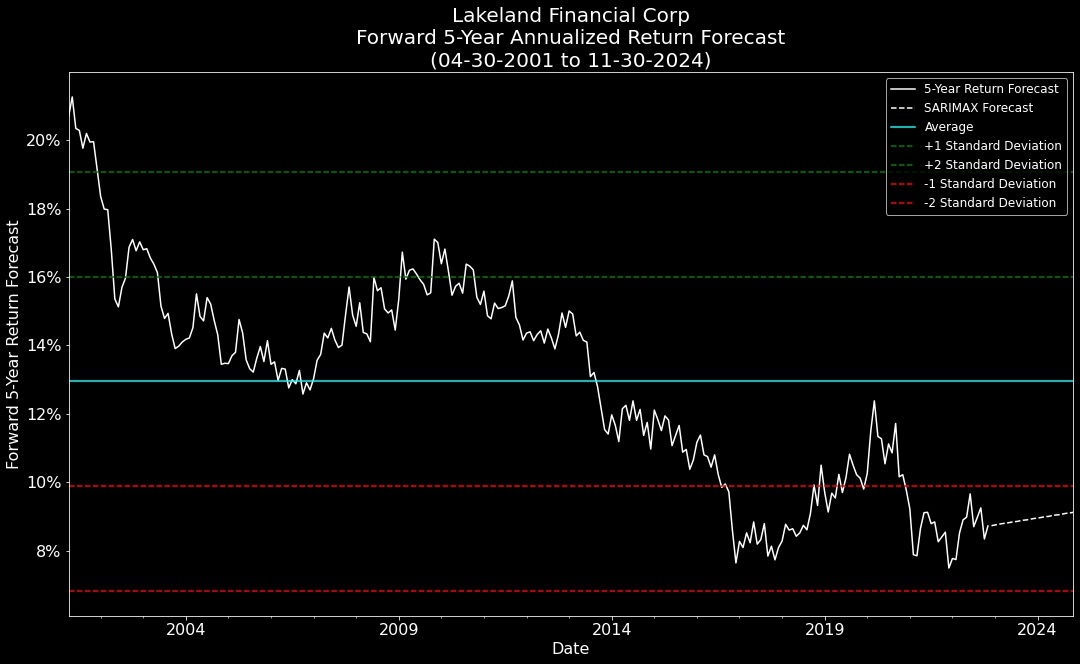 Lakeland Financial Corp
Forward 5-Year Annualized Return Forecast
(04-30-2001 to 11-30-2024)
5-Year Return Forecast
SARIMAX Forecast
Average
+1 Standard Deviation
+2 Standard Deviation
-1 Standard Deviation
-2 Standard Deviation
Forward 5-Year Return Forecast
20%
18%
16%
14%
12%
10%
8%
2004
2009
2014
2019
2024
Date